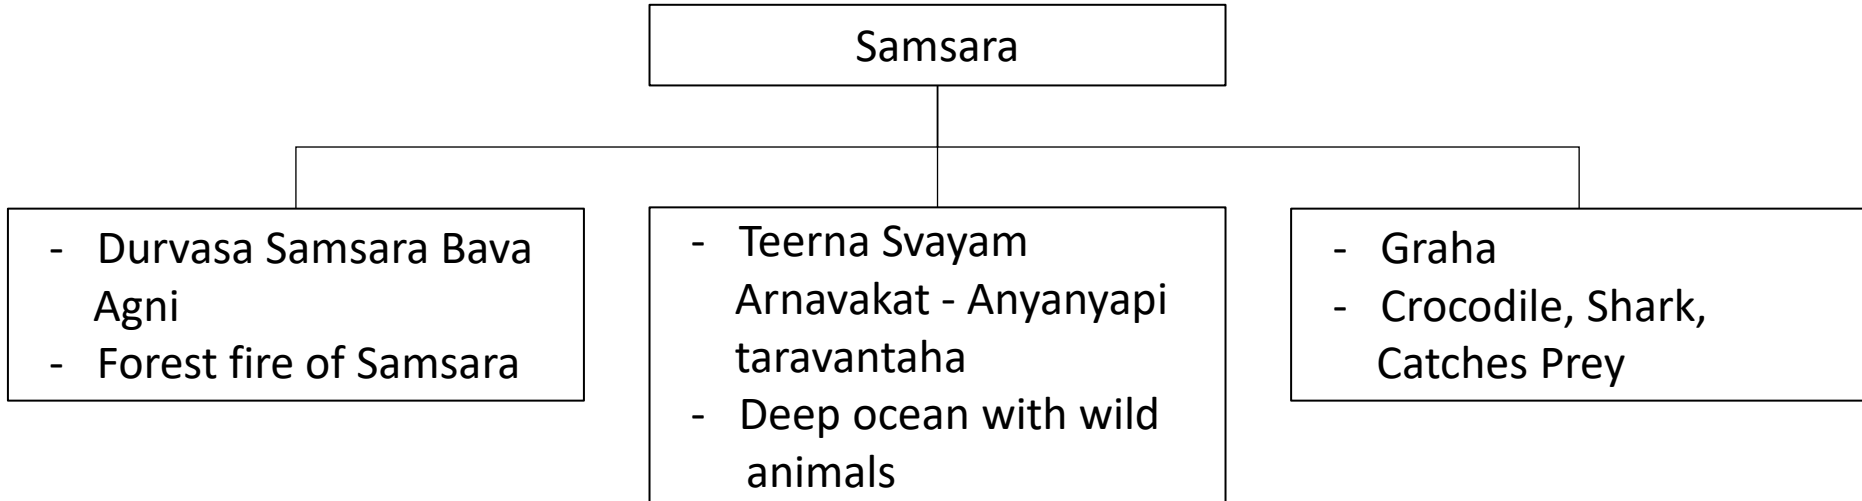 Samsara
- Durvasa Samsara Bava
Agni
- Forest fire of Samsara
- Teerna Svayam
Arnavakat - Anyanyapi
taravantaha
- Deep ocean with wild
animals
- Graha
- Crocodile, Shark,
Catches Prey